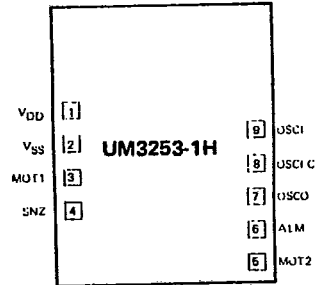 VDD 1
VSS 2
MOT1 3
SNZ 4
UM3253-1H
9 OSCI
8 OSCI C
7 OSCO
6 ALM
5 MOT2